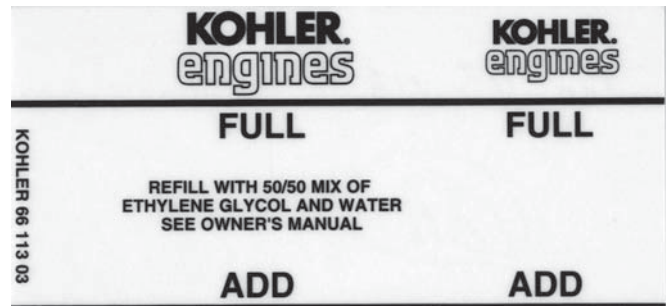 KOHLER.
engines
KOHLER.
engines
FULL
FULL
KOHLER 66 113 03
REFILL WITH 50/50 MIX OF
ETHYLENE GLYCOL AND WATER
SEE OWNER'S MANUAL
ADD
ADD